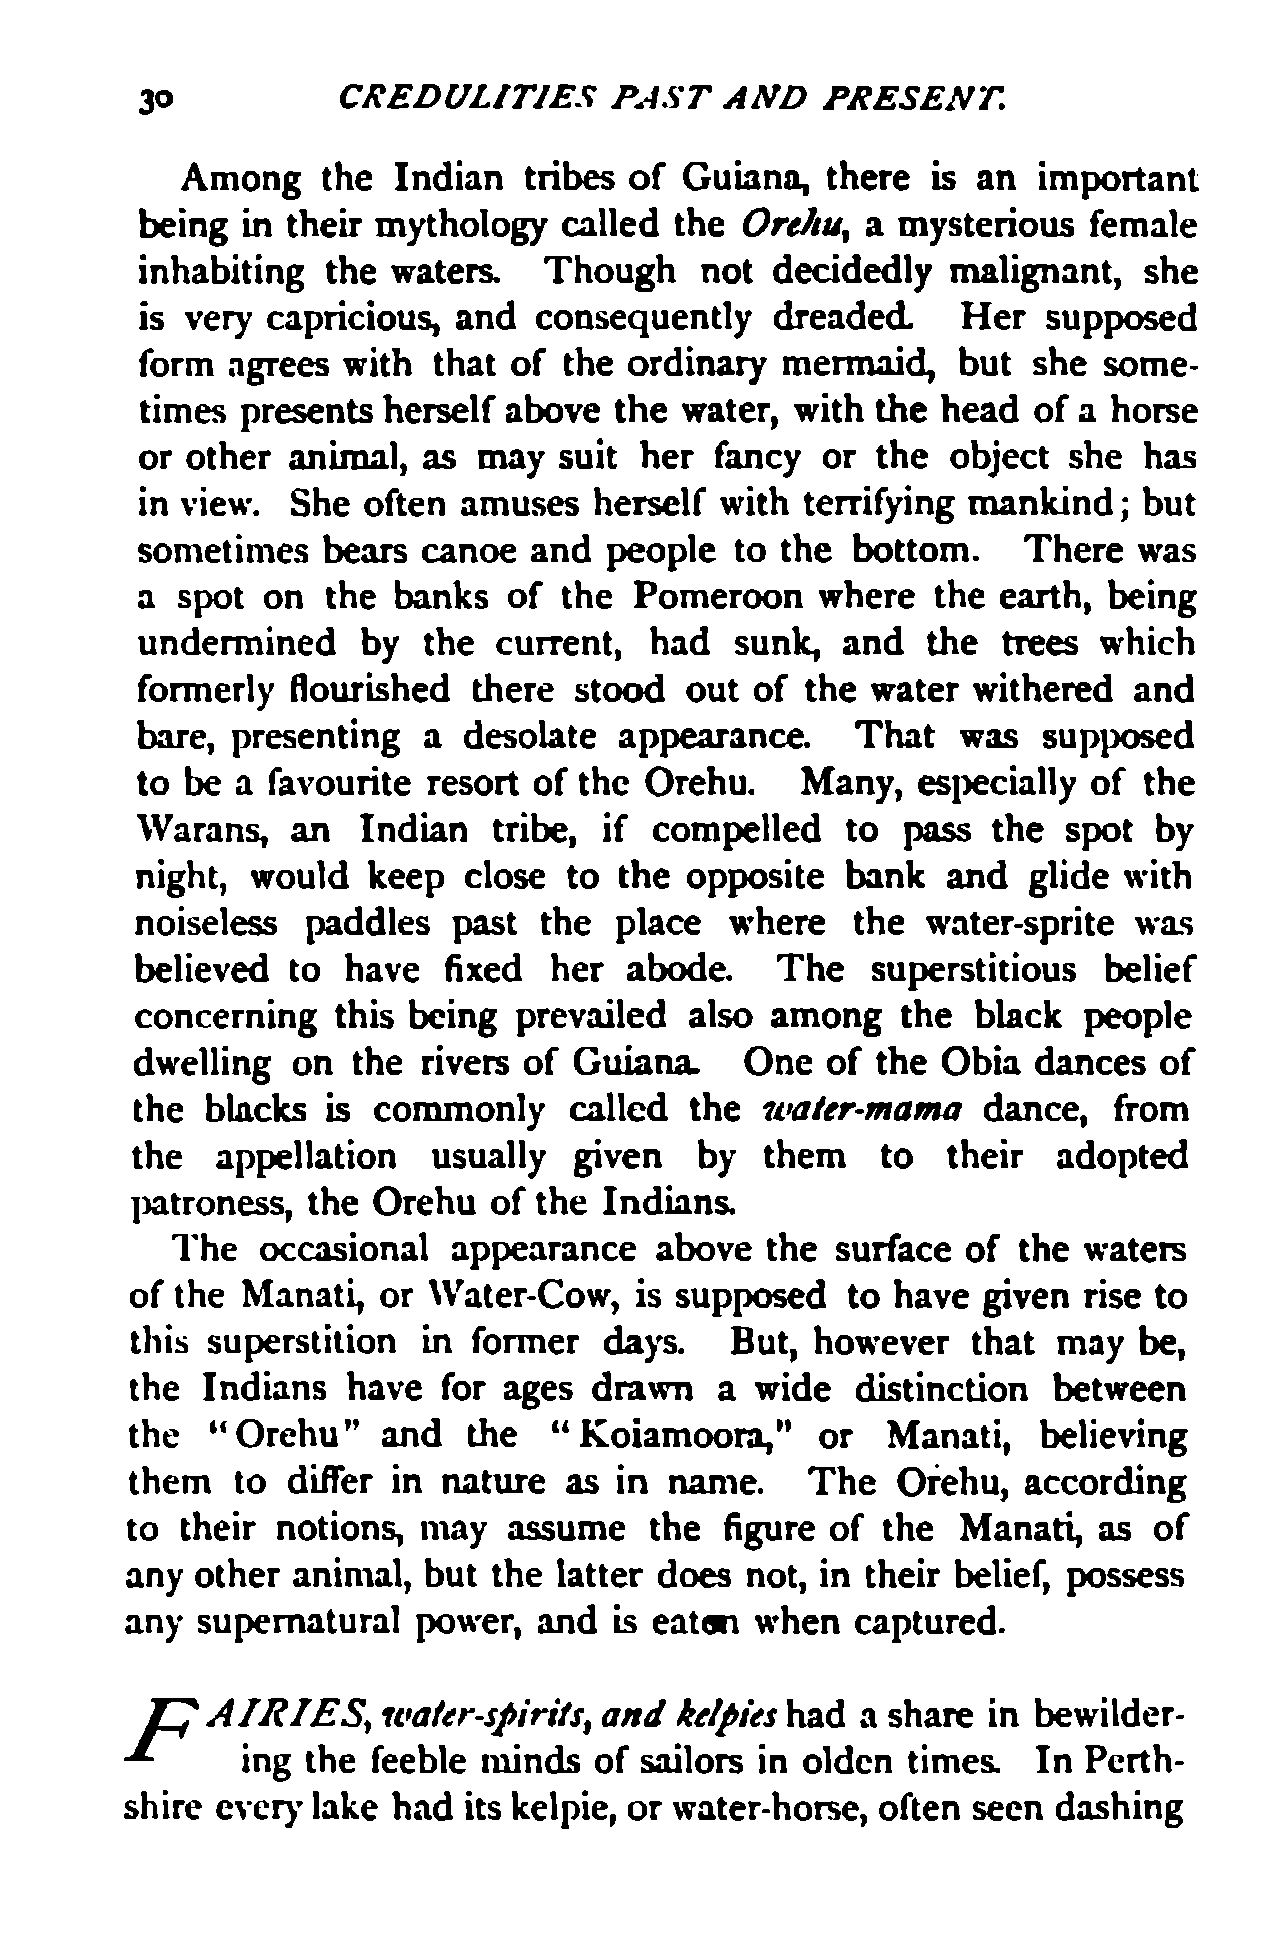 30 CREDULITIES PAST AND PRESENT.
Among the Indian tribes of Guiana, there is an important
being in their mythology called the Orehu, a mysterious female
inhabiting the waters. Though not decidedly malignant, she
is very capricious, and consequently dreaded. Her supposed
form agrees with that of the ordinary mermaid, but she some-
times presents herself above the water, with the head of a horse
or other animal, as may suit her fancy or the object she has
in view. She often amuses herself with terrifying mankind; but
sometimes bears canoe and people to the bottom. There was
a spot on the banks of the Pomeroon where the earth, being
undermined by the current, had sunk, and the trees which
formerly flourished there stood out of the water withered and
bare, presenting a desolate appearance. That was supposed
to be a favourite resort of the Orehu. Many, especially of the
Warans, an Indian tribe, if compelled to pass the spot by
night, would keep close to the opposite bank and glide with
noiseless paddles past the place where the water-sprite was
believed to have fixed her abode. The superstitious belief
concerning this being prevailed also among the black people
dwelling on the rivers of Guiana. One of the Obia dances of
the blacks is commonly called the water-mama dance, from
the appellation usually given by them to their adopted
patroness, the Orehu of the Indians.
The occasional appearance above the surface of the waters
of the Manati, or Water-Cow, is supposed to have given rise to
this superstition in former days. But, however that may be,
the Indians have for ages drawn a wide distinction between
the "Orehu" and the "Koiamoora," or Manati, believing
them to differ in nature as in name. The Orehu, according
to their notions, may assume the figure of the Manati, as of
any other animal, but the latter does not, in their belief, possess
any supernatural power, and is eaten when captured.
FAIRIES, water-spirits, and kelpies had a share in bewilder-
ing the feeble minds of sailors in olden times. In Perth-
shire every lake had its kelpie, or water-horse, often seen dashing